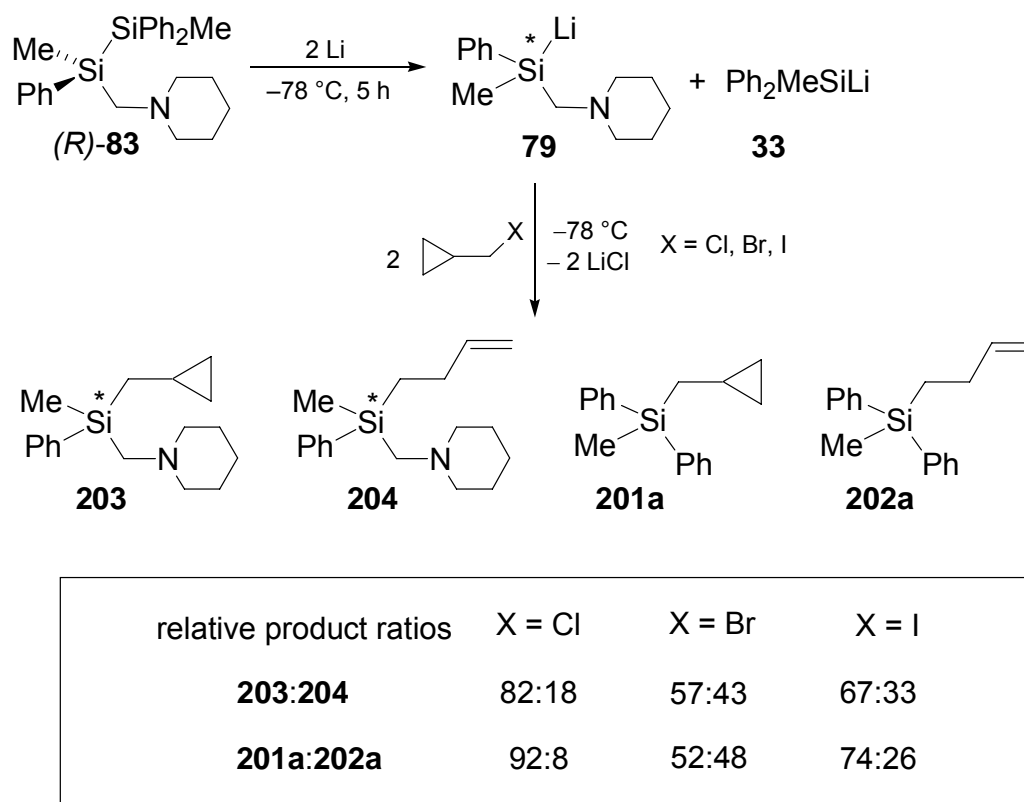 SiPh2Me
Me
Si
Ph
N
(R)-83
2 Li
–78 °C, 5 h
Li
*
Ph
Si
Me
N
79
+
Ph2MeSiLi
33
2
X
–78 °C
– 2 LiCl
X = Cl, Br, I
*
Me
Si
Ph
N
203
*
Me
Si
Ph
N
204
Ph
Si
Me
Ph
201a
Ph
Si
Me
Ph
202a
relative product ratios X = Cl X = Br X = I
203:204 82:18 57:43 67:33
201a:202a 92:8 52:48 74:26